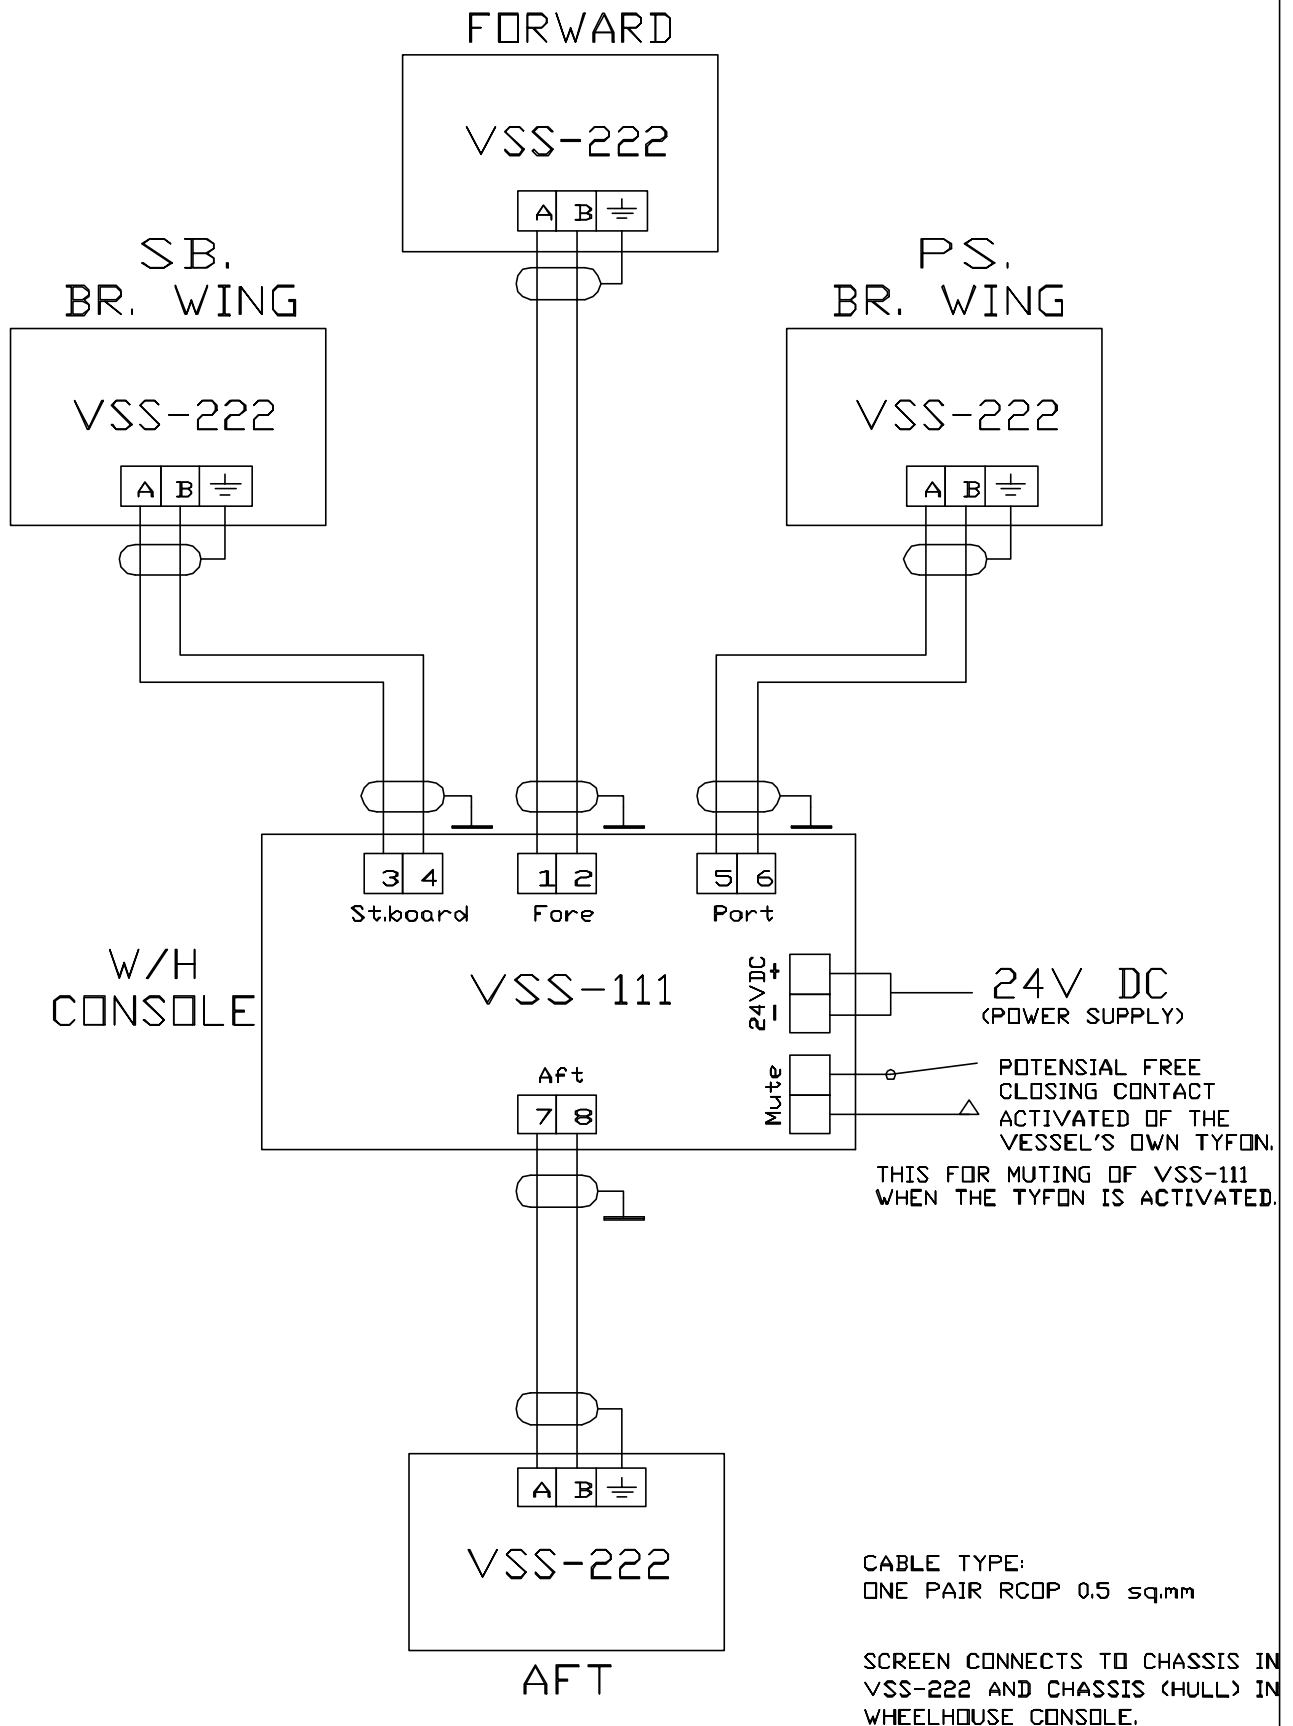 FORWARD
VSS-222
A B
SB.
BR. WING
VSS-222
A B
PS.
BR. WING
VSS-222
A B
3 4
St.board
1 2
Fore
5 6
Port
W/H
CONSOLE
VSS-111
24VDC
- +
24V DC
(POWER SUPPLY)
Mute
POTENSIAL FREE
CLOSING CONTACT
ACTIVATED OF THE
VESSEL'S OWN TYFON.
THIS FOR MUTING OF VSS-111
WHEN THE TYFON IS ACTIVATED.
Aft
7 8
A B
VSS-222
AFT
CABLE TYPE:
ONE PAIR RCOP 0.5 sq.mm
SCREEN CONNECTS TO CHASSIS IN
VSS-222 AND CHASSIS (HULL) IN
WHEELHOUSE CONSOLE.